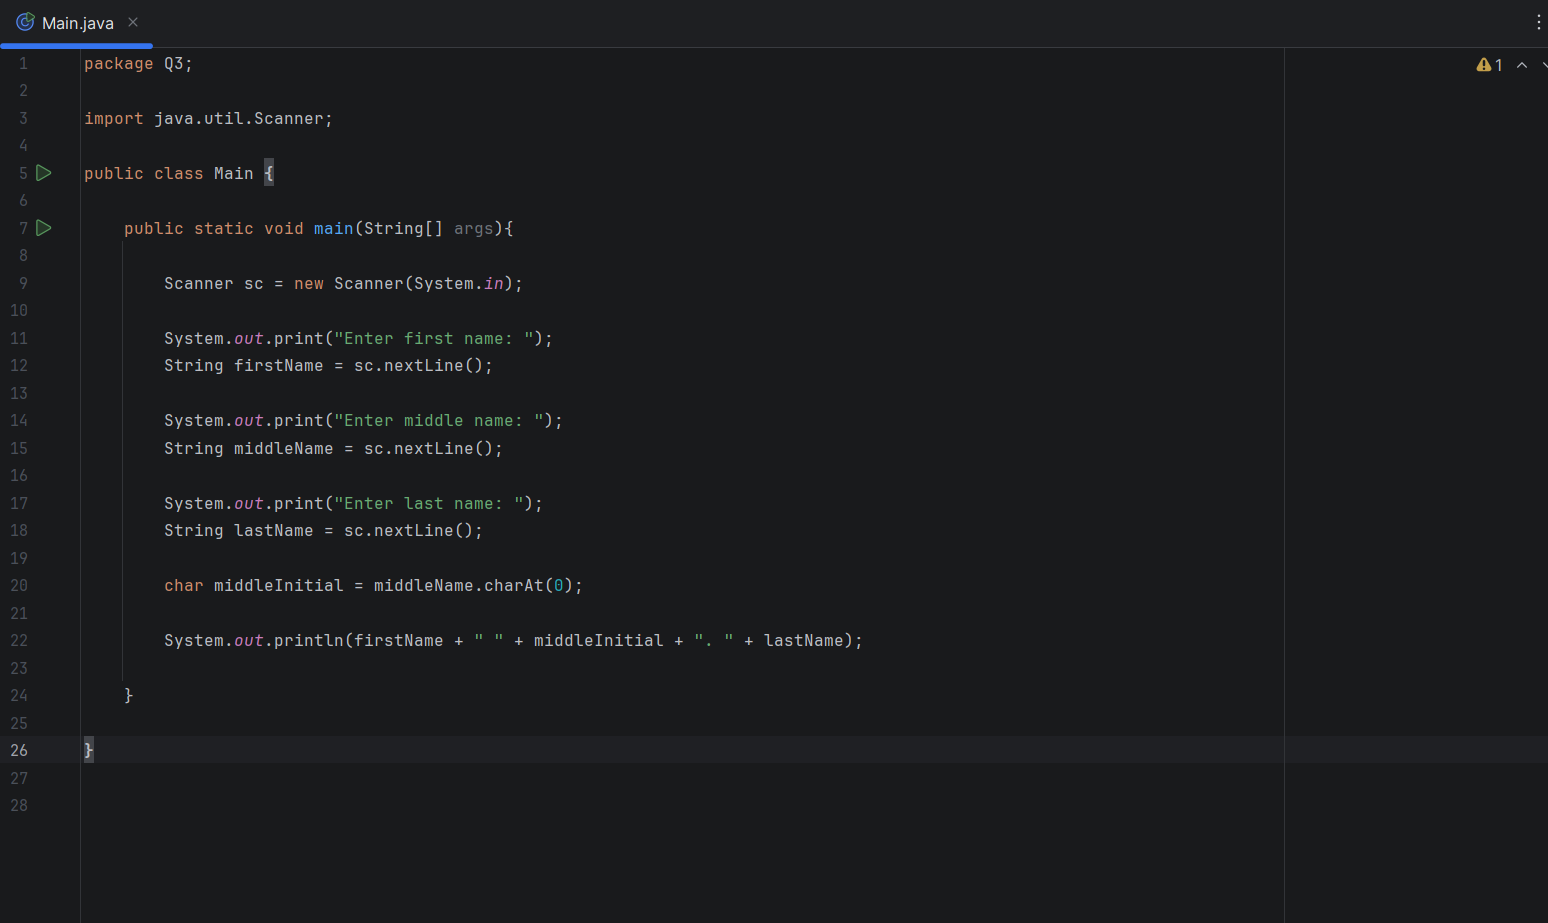 Main.java
1
1 package Q3;
2
3 import java.util.Scanner;
4
5 public class Main {
6
7     public static void main(String[] args){
8
9         Scanner sc = new Scanner(System.in);
10
11         System.out.print("Enter first name: ");
12         String firstName = sc.nextLine();
13
14         System.out.print("Enter middle name: ");
15         String middleName = sc.nextLine();
16
17         System.out.print("Enter last name: ");
18         String lastName = sc.nextLine();
19
20         char middleInitial = middleName.charAt(0);
21
22         System.out.println(firstName + " " + middleInitial + ". " + lastName);
23
24     }
25
26 }
27
28